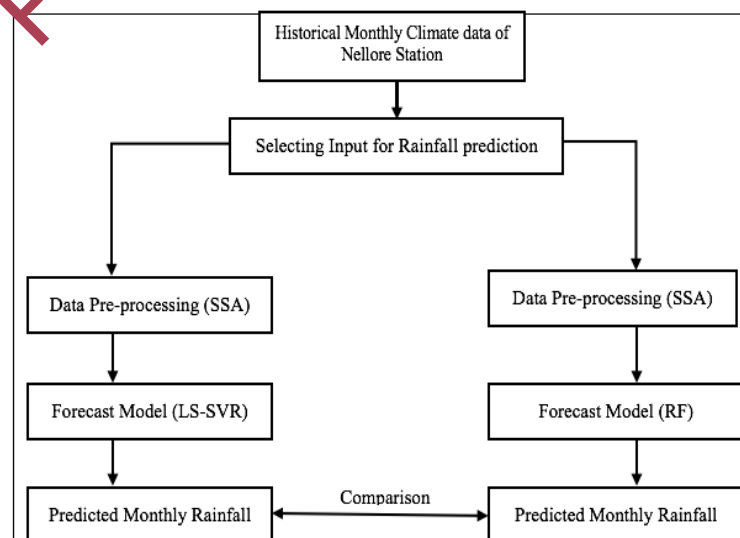 Historical Monthly Climate data of
Nellore Station
Selecting Input for Rainfall prediction
Data Pre-processing (SSA)
Data Pre-processing (SSA)
Forecast Model (LS-SVR)
Forecast Model (RF)
Comparison
Predicted Monthly Rainfall
Predicted Monthly Rainfall